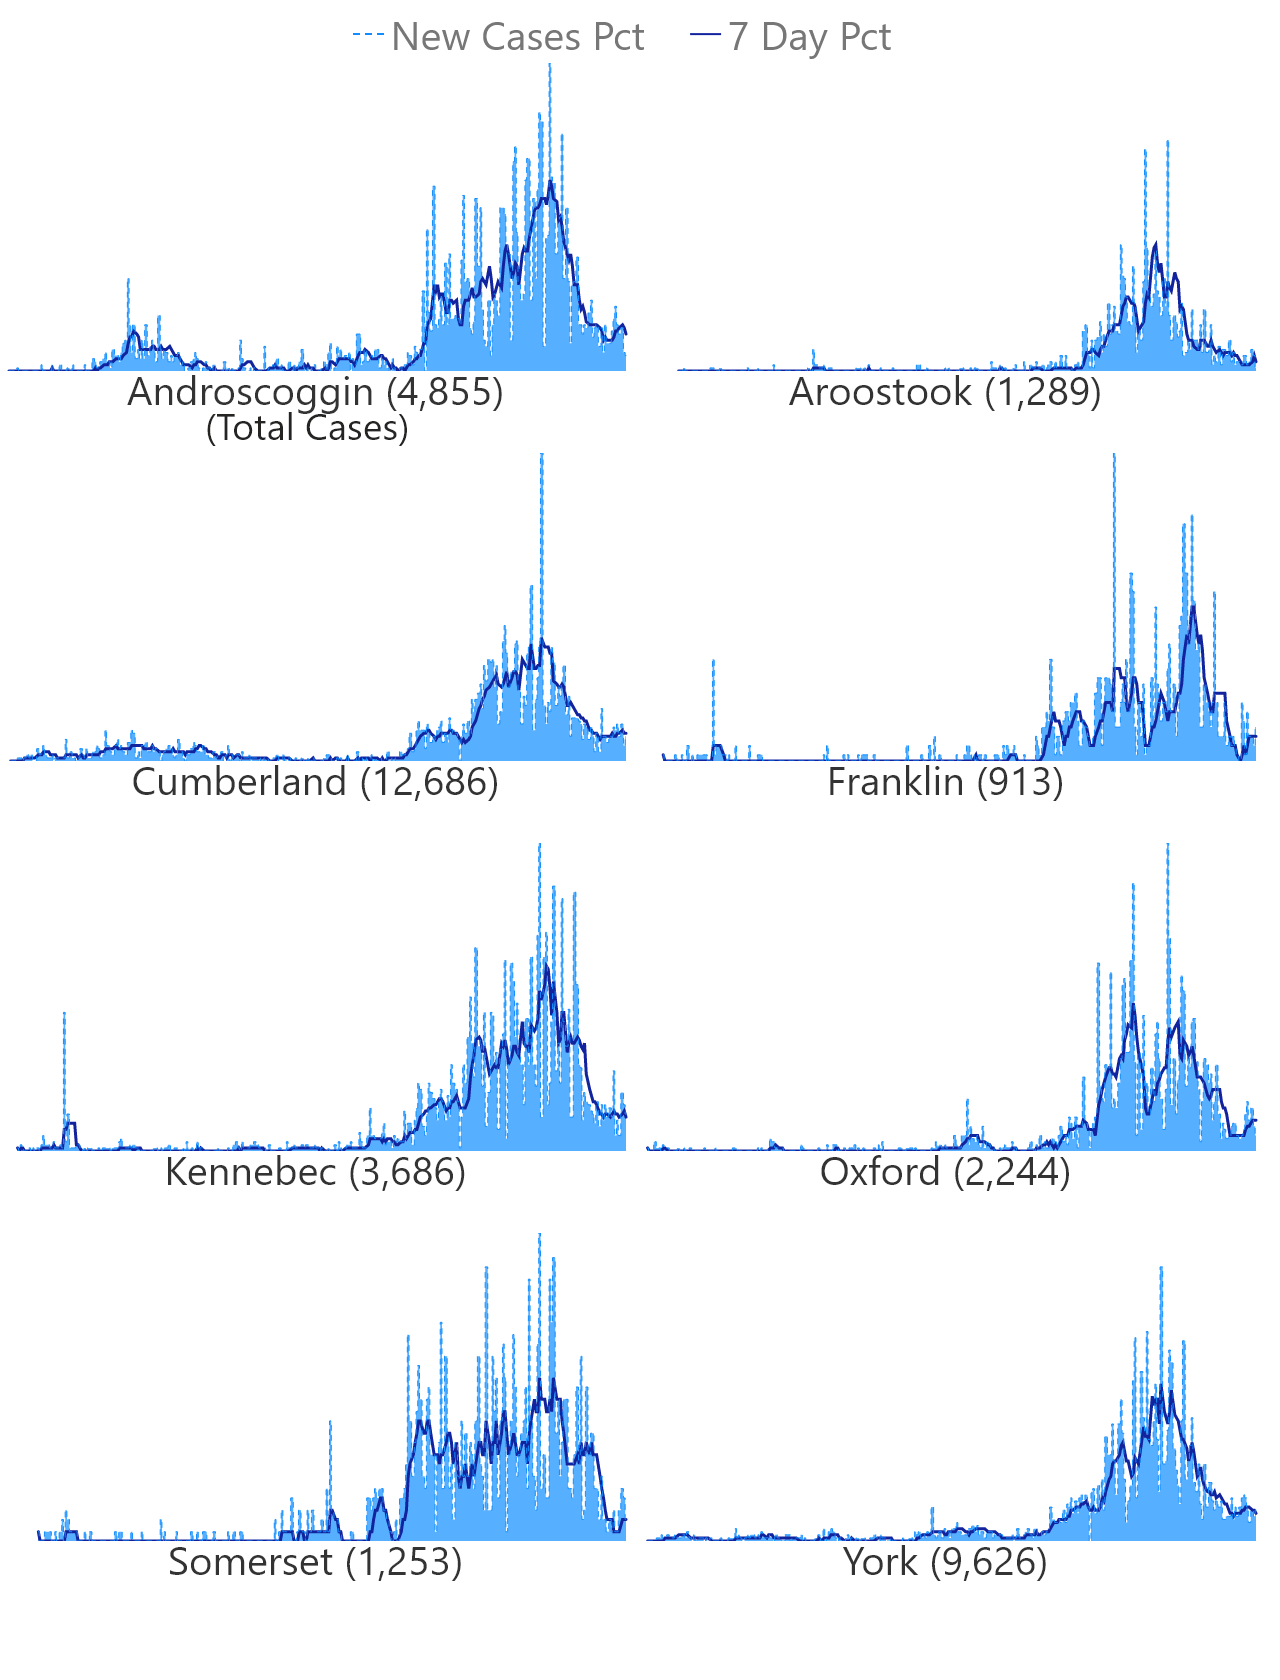 New Cases Pct 7 Day Pct
Androscoggin (4,855) Aroostook (1,289)
(Total Cases)
Cumberland (12,686) Franklin (913)
Kennebec (3,686) Oxford (2,244)
Somerset (1,253) York (9,626)